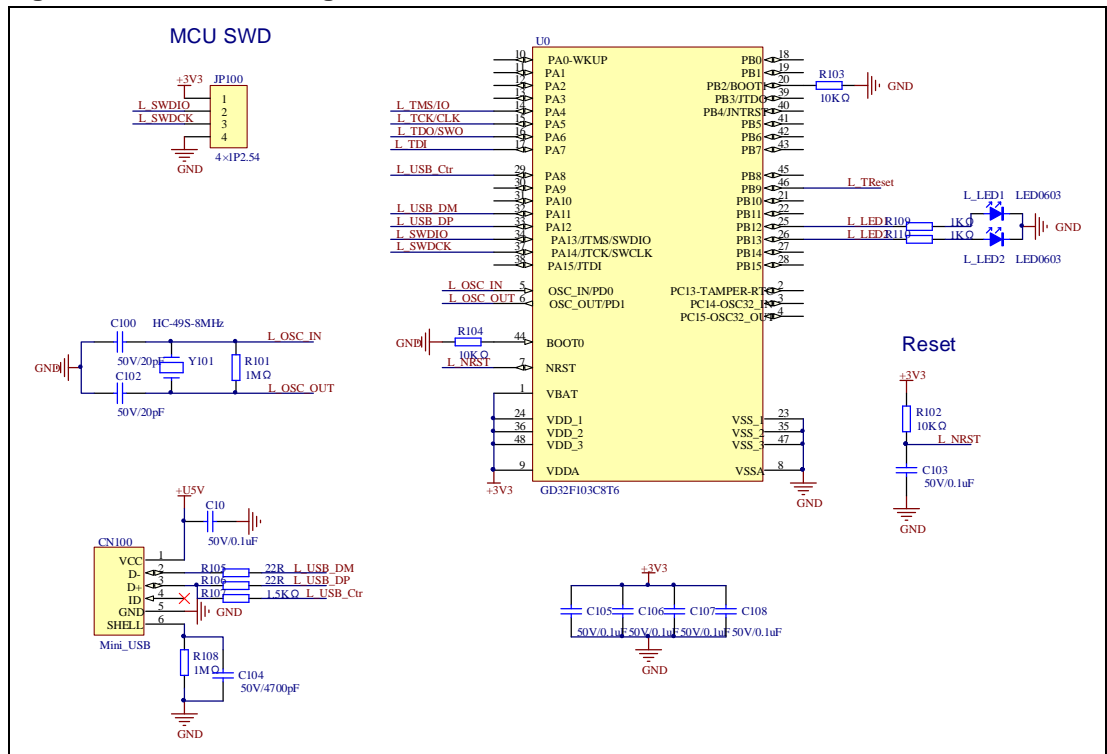 MCU SWD
+3V3
JP100
1
L_SWDIO 2
L_SWDCK 3
4
GND
4×1P2.54
U0
10 PA0-WKUP
11 PA1
12 PA2
13 PA3
L_TMS/IO 14 PA4
L_TCK/CLK 15 PA5
L_TDO/SWO 16 PA6
L_TDI 17 PA7
L_USB_Ctr 29 PA8
30 PA9
31 PA10
L_USB_DM 32 PA11
L_USB_DP 33 PA12
L_SWDIO 34 PA13/JTMS/SWDIO
L_SWDCK 37 PA14/JTCK/SWCLK
38 PA15/JTDI
L_OSC_IN 5 OSC_IN/PD0
L_OSC_OUT 6 OSC_OUT/PD1
GND R104 10KΩ 44 BOOT0
L_NRST 7 NRST
1 VBAT
24 VDD_1
36 VDD_2
48 VDD_3
9 VDDA
+3V3
GD32F103C8T6
PB0 18
PB1 19
PB2/BOOT1 20 R103 10KΩ GND
PB3/JTDO 39
PB4/JNTRST 40
PB5 41
PB6 42
PB7 43
PB8 45
PB9 46 L_TReset
PB10 21
PB11 22
PB12 25 L_LED1 R109 1KΩ L_LED1 LED0603
PB13 26 L_LED2 R110 1KΩ L_LED2 LED0603
GND
PB14 27
PB15 28
PC13-TAMPER-RTC 2
PC14-OSC32_IN 3
PC15-OSC32_OUT 4
VSS_1 23
VSS_2 35
VSS_3 47
VSSA 8
GND
C100 HC-49S-8MHz
L_OSC_IN
50V/20pF
GND
Y101
R101
1MΩ
C102
L_OSC_OUT
50V/20pF
Reset
+3V3
R102
10KΩ
L_NRST
C103
50V/0.1uF
GND
+U5V
C10
50V/0.1uF
CN100
VCC 1
D- 2 R105 22R L_USB_DM
D+ 3 R106 22R L_USB_DP
ID 4 R107 1.5KΩ L_USB_Ctr
GND 5 GND
SHELL 6
Mini_USB
R108
1MΩ
C104
50V/4700pF
GND
+3V3
C105 C106 C107 C108
50V/0.1uF 50V/0.1uF 50V/0.1uF 50V/0.1uF
GND